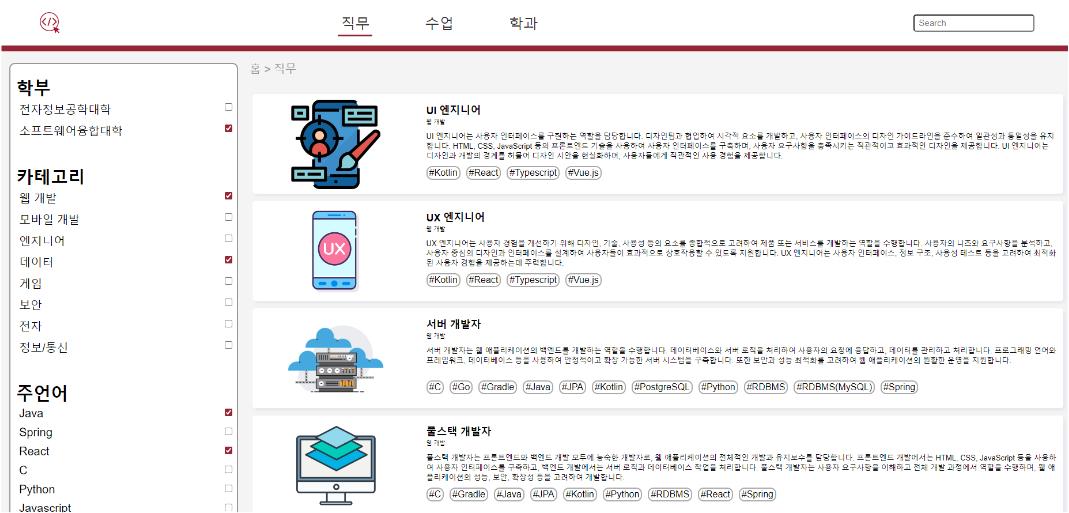 </>
직무 수업 학과
Search
홈 > 직무
학부
전자정보공학대학
소프트웨어융합대학
카테고리
웹 개발
모바일 개발
엔지니어
데이터
게임
보안
전자
정보/통신
주언어
Java
Spring
React
C
Python
Javascript
UI 엔지니어
웹 개발
UI 엔지니어는 사용자 인터페이스를 구현하는 역할을 담당합니다. 디자인팀과 협업하여 시각적 요소를 개발하고, 사용자 인터페이스의 디자인 가이드라인을 준수하여 일관성과 통일성을 유지
합니다. HTML, CSS, JavaScript 등의 프론트엔드 기술을 사용하여 사용자 인터페이스를 구축하며, 사용자 요구사항을 충족시키는 직관적이고 효과적인 디자인을 제공합니다. UI 엔지니어는
디자인과 개발의 경계를 허물어 디자인 시안을 현실화하며, 사용자들에게 직관적인 사용 경험을 제공합니다.
#Kotlin #React #Typescript #Vue.js
UX
UX 엔지니어
웹 개발
UX 엔지니어는 사용자 경험을 개선하기 위해 디자인, 기술, 사용성 등의 요소를 종합적으로 고려하여 제품 또는 서비스를 개발하는 역할을 수행합니다. 사용자의 니즈와 요구사항을 분석하고,
사용자 중심의 디자인과 인터페이스를 설계하여 사용자들이 효과적으로 상호작용할 수 있도록 지원합니다. UX 엔지니어는 사용자 인터페이스, 정보 구조, 사용성 테스트 등을 고려하여 최적화
된 사용자 경험을 제공하는데 주력합니다.
#Kotlin #React #Typescript #Vue.js
서버 개발자
웹 개발
서버 개발자는 웹 애플리케이션의 백엔드를 개발하는 역할을 수행합니다. 데이터베이스와 서버 로직을 처리하여 사용자의 요청에 응답하고, 데이터를 관리하고 처리합니다. 프로그래밍 언어와
프레임워크, 데이터베이스 등을 사용하여 안정적이고 확장 가능한 서버 시스템을 구축합니다. 또한 보안과 성능 최적화를 고려하여 웹 애플리케이션의 원활한 운영을 지원합니다.
#C #Go #Gradle #Java #JPA #Kotlin #PostgreSQL #Python #RDBMS #RDBMS(MySQL) #Spring
풀스택 개발자
웹 개발
풀스택 개발자는 프론트엔드와 백엔드 개발 모두에 능숙한 개발자로, 웹 애플리케이션의 전체적인 개발과 유지보수를 담당합니다. 프론트엔드 개발에서는 HTML, CSS, JavaScript 등을 사용하
여 사용자 인터페이스를 구축하고, 백엔드 개발에서는 서버 로직과 데이터베이스 작업을 처리합니다. 풀스택 개발자는 사용자 요구사항을 이해하고 전체 개발 과정에서 역할을 수행하며, 웹 애
플리케이션의 성능, 보안, 확장성 등을 고려하여 개발합니다.
#C #Gradle #Java #JPA #Kotlin #Python #RDBMS #React #Spring